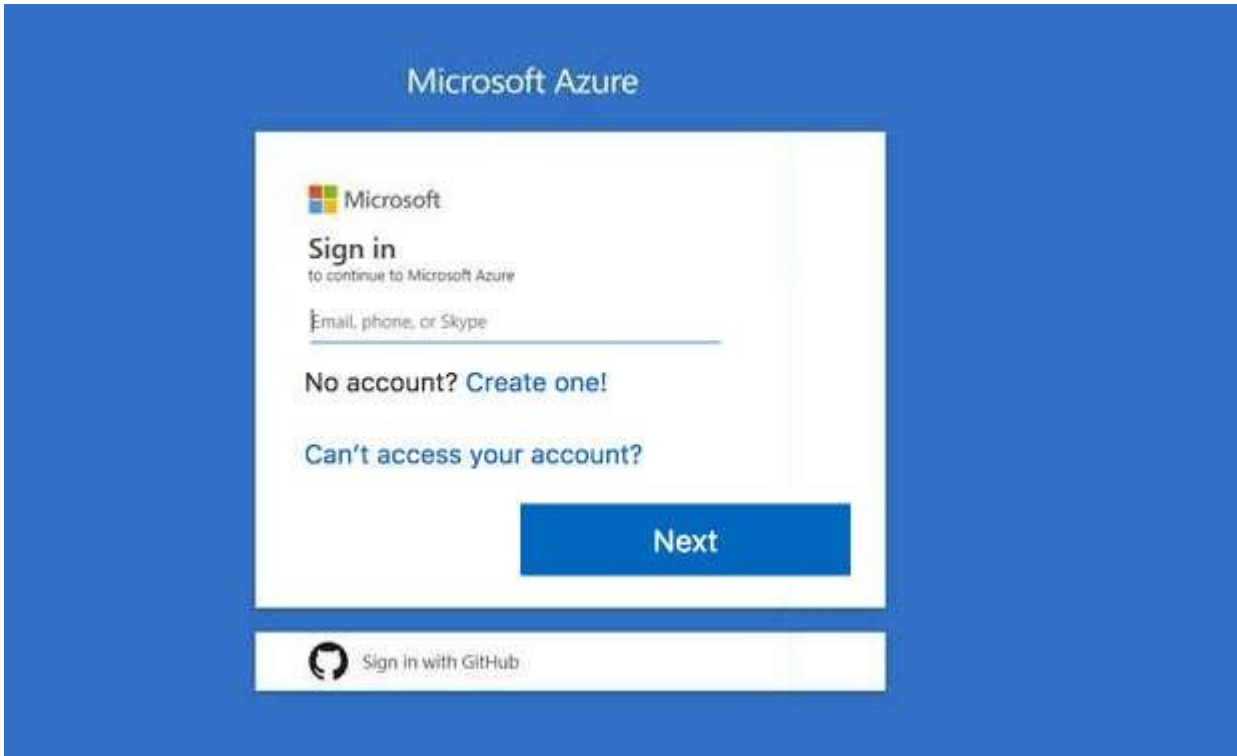 Microsoft Azure
Microsoft
Sign in
to continue to Microsoft Azure
Email, phone, or Skype
No account? Create one!
Can't access your account?
Next
Sign in with GitHub